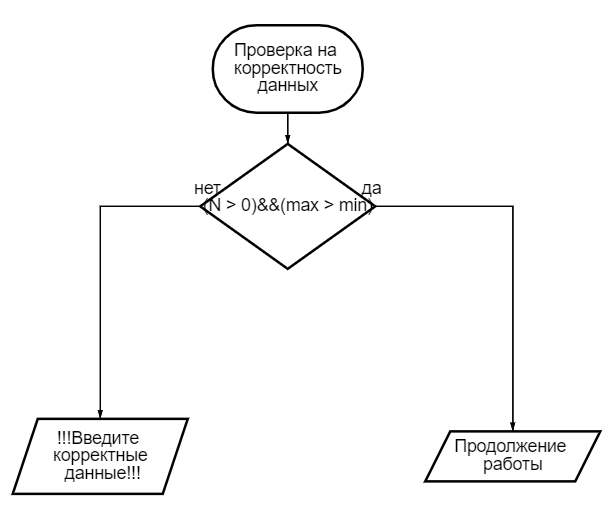 Проверка на
корректность
данных
нет
да
(N > 0)&&(max > min)
!!!Введите
корректные
данные!!!
Продолжение
работы